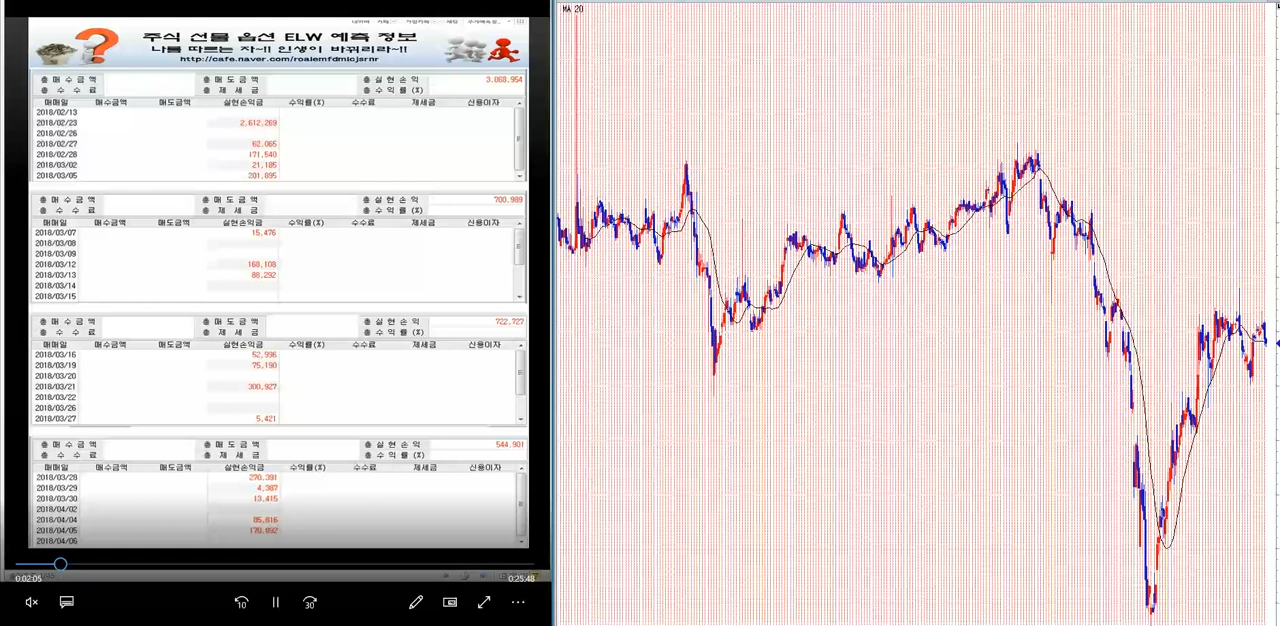 주식 선물 옵션 ELW 예측 정보
나를 따르는 자~!! 인생이 바뀌리라~!!
http://cafe.naver.com/roalemfdmlcjsrnr
총 매 수 금 액 총 매 도 금 액 총 실 현 손 익 3,068,954
총 수 수 료 총 제 세 금 총 수 익 률 (%)
매매일 매수금액 매도금액 실현손익금 수익률(%) 수수료 제세금 신용이자
2018/02/13
2018/02/23 2,612,269
2018/02/26
2018/02/27 62,065
2018/02/28 171,540
2018/03/02 21,185
2018/03/05 201,895
총 매 수 금 액 총 매 도 금 액 총 실 현 손 익 700,989
총 수 수 료 총 제 세 금 총 수 익 률 (%)
매매일 매수금액 매도금액 실현손익금 수익률(%) 수수료 제세금 신용이자
2018/03/07 15,476
2018/03/08
2018/03/09
2018/03/12 168,108
2018/03/13 88,292
2018/03/14
2018/03/15
총 매 수 금 액 총 매 도 금 액 총 실 현 손 익 722,727
총 수 수 료 총 제 세 금 총 수 익 률 (%)
매매일 매수금액 매도금액 실현손익금 수익률(%) 수수료 제세금 신용이자
2018/03/16 52,996
2018/03/19 75,190
2018/03/20
2018/03/21 300,927
2018/03/22
2018/03/26
2018/03/27 5,421
총 매 수 금 액 총 매 도 금 액 총 실 현 손 익 544,901
총 수 수 료 총 제 세 금 총 수 익 률 (%)
매매일 매수금액 매도금액 실현손익금 수익률(%) 수수료 제세금 신용이자
2018/03/28 270,391
2018/03/29 4,387
2018/03/30 13,415
2018/04/02
2018/04/04 85,816
2018/04/05 170,892
2018/04/06
0:02:05 0:25:48
10 30
MA 20